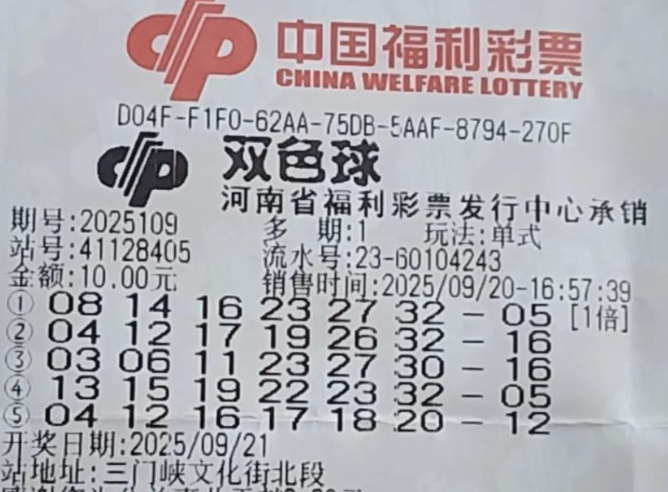 中国福利彩票
CHINA WELFARE LOTTERY
D04F-F1F0-62AA-75DB-5AAF-8794-270F
双色球
河南省福利彩票发行中心承销
期号:2025109 多 期:1 玩法:单式
站号:41128405 流水号:23-60104243
金额:10.00元 销售时间:2025/09/20-16:57:39
① 08 14 16 23 27 32 - 05 [1倍]
② 04 12 17 19 26 32 - 16
③ 03 06 11 23 27 30 - 16
④ 13 15 19 22 23 32 - 05
⑤ 04 12 16 17 18 20 - 12
开奖日期:2025/09/21
站地址:三门峡文化街北段